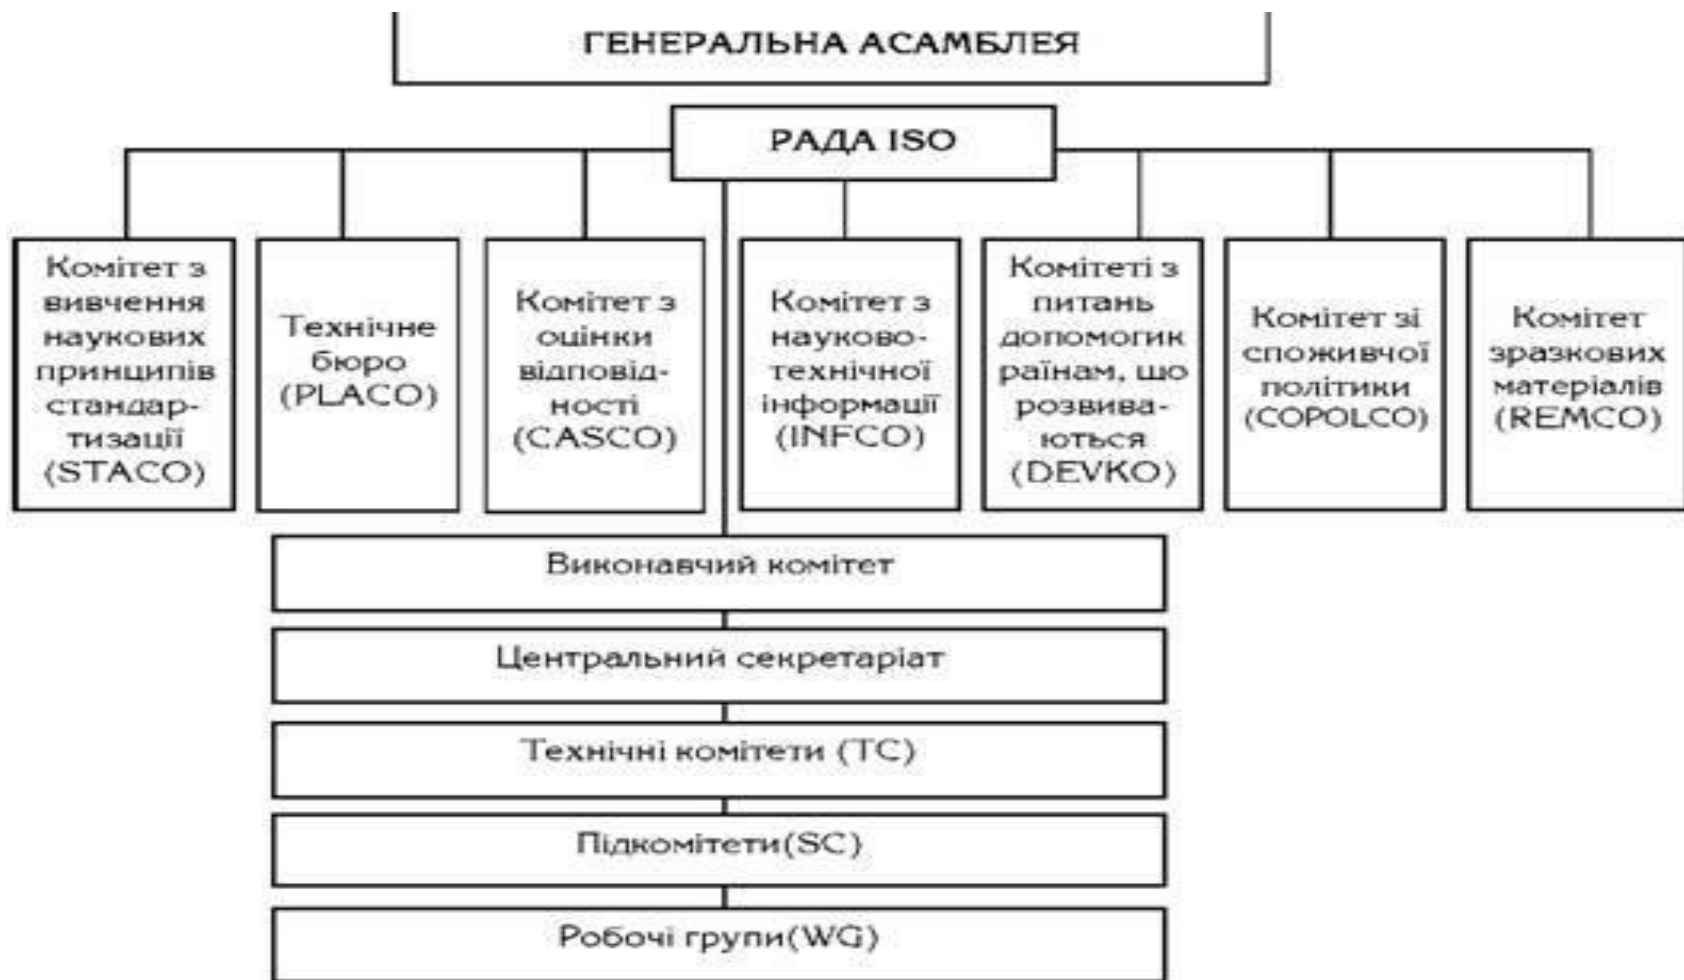 ГЕНЕРАЛЬНА АСАМБЛЕЯ
РАДА ISO
Комітет з
вивчення
наукових
принципів
стандар-
тизації
(STACO)
Технічне
бюро
(PLACO)
Комітет з
оцінки
відповід-
ності
(CASCO)
Комітет з
науково-
технічної
інформації
(INFCO)
Комітеті з
питань
допомогик
раїнам, що
розвива-
ються
(DEVKO)
Комітет зі
споживчої
політики
(COPOLCO)
Комітет
зразкових
матеріалів
(REMCO)
Виконавчий комітет
Центральний секретаріат
Технічні комітети (TC)
Підкомітети(SC)
Робочі групи(WG)